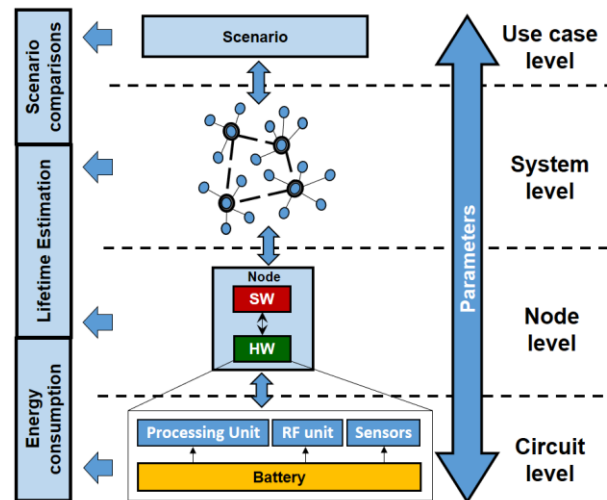 Scenario
comparisons
Lifetime Estimation
Energy
consumption
Scenario
Node
SW
HW
Processing Unit
RF unit
Sensors
Battery
Parameters
Use case
level
System
level
Node
level
Circuit
level